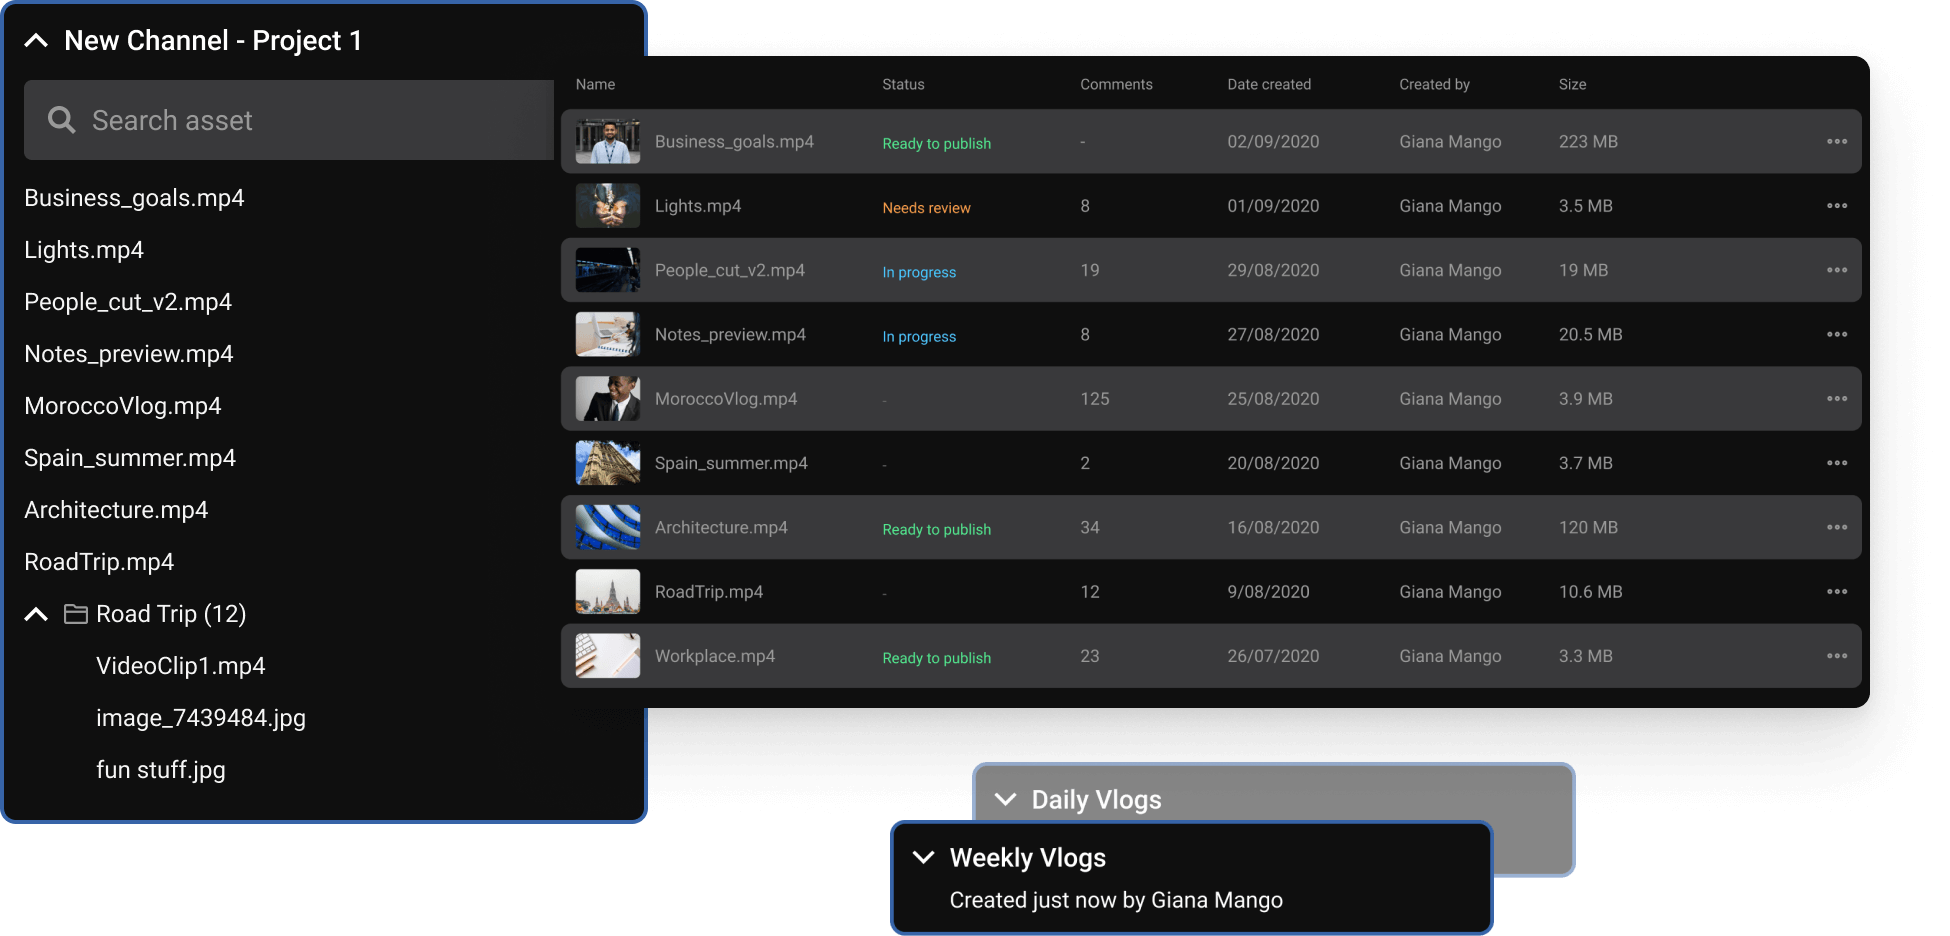 New Channel - Project 1
Search asset
Business_goals.mp4
Lights.mp4
People_cut_v2.mp4
Notes_preview.mp4
MoroccoVlog.mp4
Spain_summer.mp4
Architecture.mp4
RoadTrip.mp4
Road Trip (12)
VideoClip1.mp4
image_7439484.jpg
fun stuff.jpg
Name Status Comments Date created Created by Size
Business_goals.mp4 Ready to publish - 02/09/2020 Giana Mango 223 MB
Lights.mp4 Needs review 8 01/09/2020 Giana Mango 3.5 MB
People_cut_v2.mp4 In progress 19 29/08/2020 Giana Mango 19 MB
Notes_preview.mp4 In progress 8 27/08/2020 Giana Mango 20.5 MB
MoroccoVlog.mp4 - 125 25/08/2020 Giana Mango 3.9 MB
Spain_summer.mp4 - 2 20/08/2020 Giana Mango 3.7 MB
Architecture.mp4 Ready to publish 34 16/08/2020 Giana Mango 120 MB
RoadTrip.mp4 - 12 9/08/2020 Giana Mango 10.6 MB
Workplace.mp4 Ready to publish 23 26/07/2020 Giana Mango 3.3 MB
Daily Vlogs
Weekly Vlogs
Created just now by Giana Mango